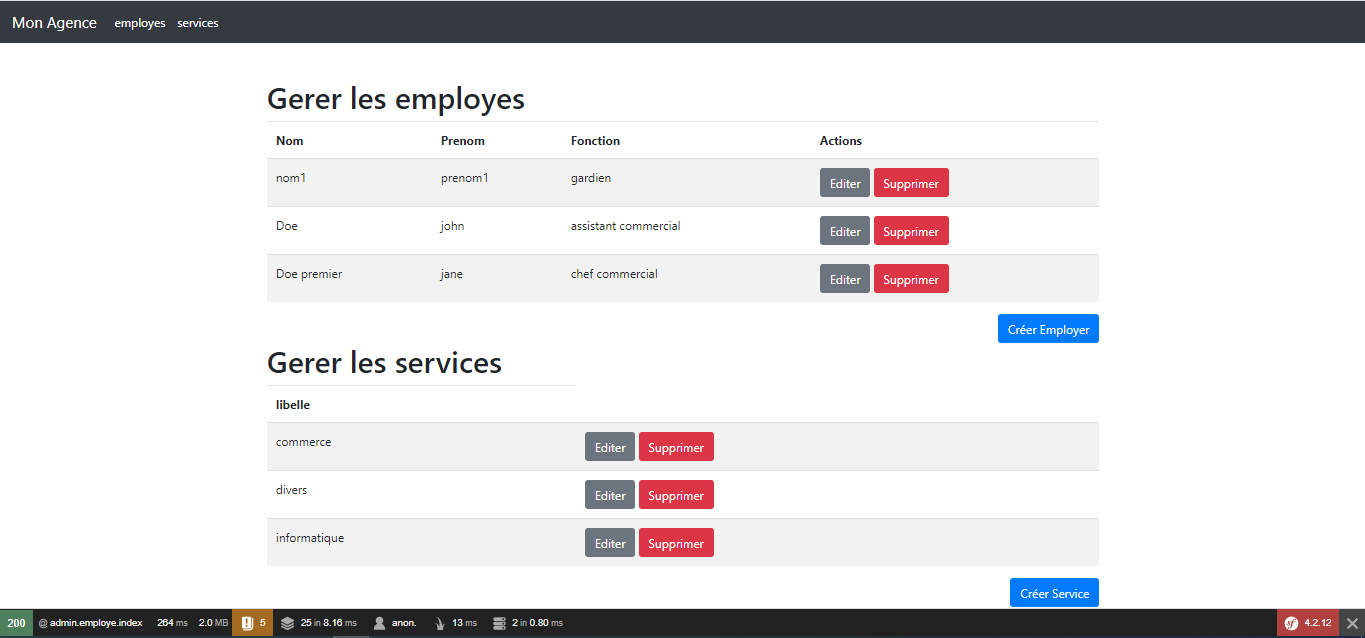 Mon Agence employes services
Gerer les employes
Nom Prenom Fonction Actions
nom1 prenom1 gardien Editer Supprimer
Doe john assistant commercial Editer Supprimer
Doe premier jane chef commercial Editer Supprimer
Créer Employer
Gerer les services
libelle
commerce Editer Supprimer
divers Editer Supprimer
informatique Editer Supprimer
Créer Service
200 @ admin.employe.index 264 ms 2.0 MB 5 25 in 8.16 ms anon. 13 ms 2 in 0.80 ms sf 4.2.12